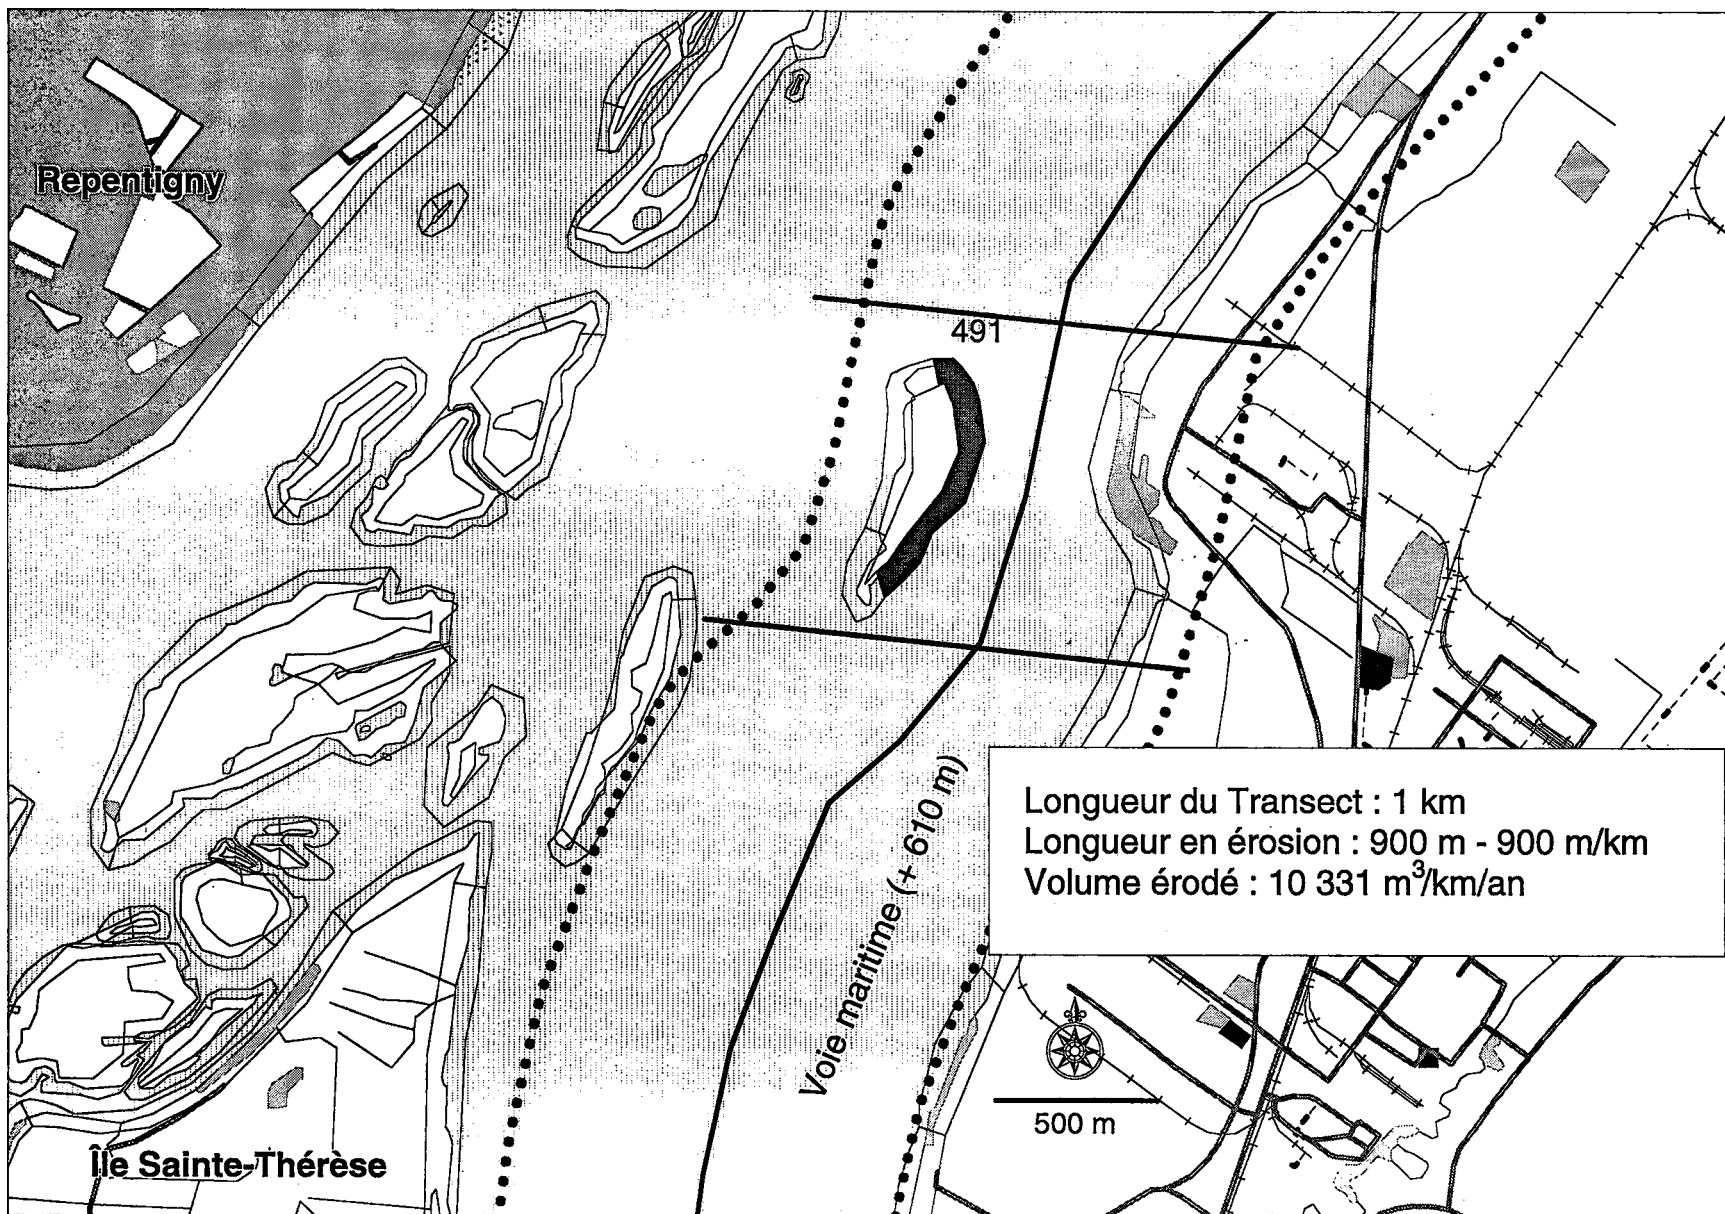 Repentigny
491
Voie maritime (+ 610 m)
Longueur du Transect : 1 km
Longueur en érosion : 900 m - 900 m/km
Volume érodé : 10 331 m³/km/an
500 m
Île Sainte-Thérèse